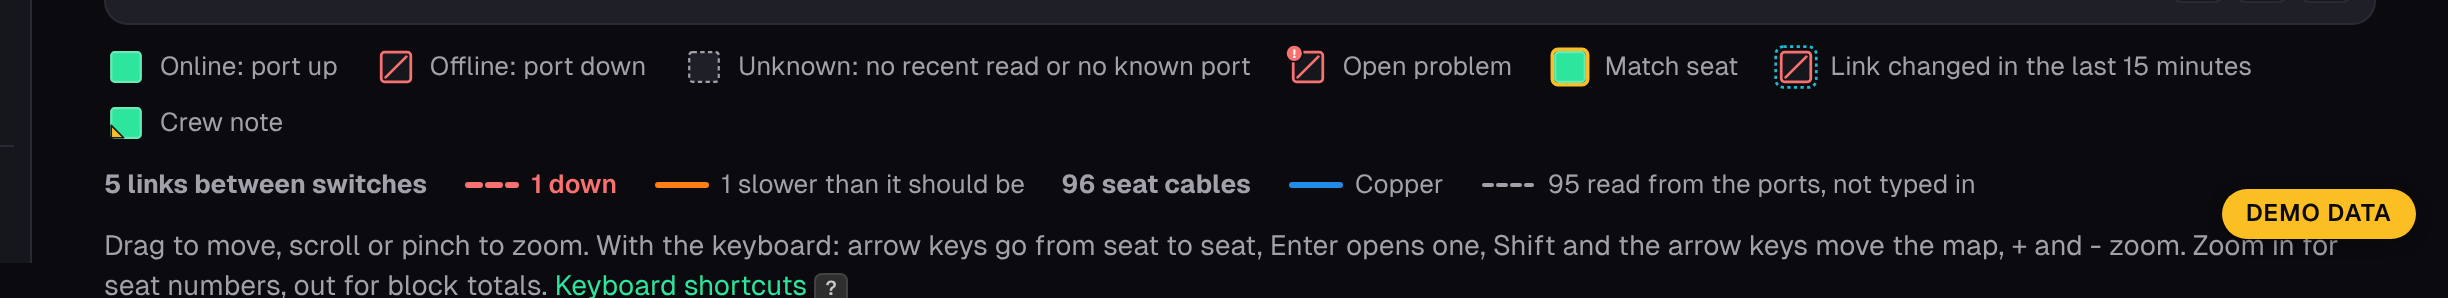 Online: port up Offline: port down Unknown: no recent read or no known port Open problem Match seat Link changed in the last 15 minutes
Crew note
5 links between switches 1 down 1 slower than it should be 96 seat cables Copper 95 read from the ports, not typed in
DEMO DATA
Drag to move, scroll or pinch to zoom. With the keyboard: arrow keys go from seat to seat, Enter opens one, Shift and the arrow keys move the map, + and - zoom. Zoom in for
seat numbers, out for block totals. Keyboard shortcuts ?